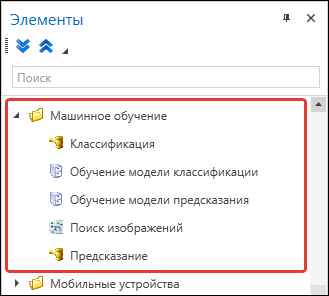 Элементы
Поиск
Машинное обучение
Классификация
Обучение модели классификации
Обучение модели предсказания
Поиск изображений
Предсказание
Мобильные устройства